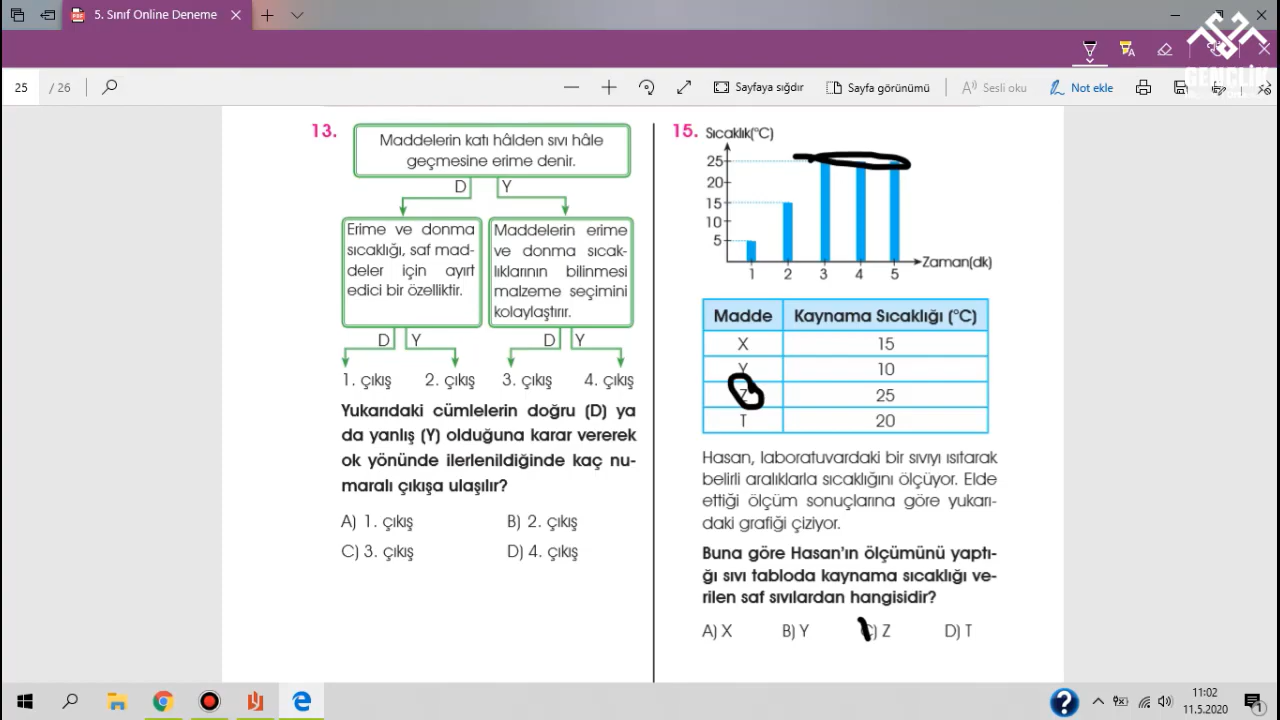 5. Sınıf Online Deneme
25 / 26
Sayfaya sığdır
Sayfa görünümü
Sesli oku
Not ekle
GENÇLİK
13.
Maddelerin katı hâlden sıvı hâle
geçmesine erime denir.
D Y
Erime ve donma
sıcaklığı, saf mad-
deler için ayırt
edici bir özelliktir.
Maddelerin erime
ve donma sıcak-
lıklarının bilinmesi
malzeme seçimini
kolaylaştırır.
D Y D Y
1. çıkış 2. çıkış 3. çıkış 4. çıkış
Yukarıdaki cümlelerin doğru (D) ya
da yanlış (Y) olduğuna karar vererek
ok yönünde ilerlenildiğinde kaç nu-
maralı çıkışa ulaşılır?
A) 1. çıkış B) 2. çıkış
C) 3. çıkış D) 4. çıkış
15. Sıcaklık(°C)
25
20
15
10
5
1 2 3 4 5 Zaman(dk)
Madde Kaynama Sıcaklığı (°C)
X 15
Y 10
Z 25
T 20
Hasan, laboratuvardaki bir sıvıyı ısıtarak
belirli aralıklarla sıcaklığını ölçüyor. Elde
ettiği ölçüm sonuçlarına göre yukarı-
daki grafiği çiziyor.
Buna göre Hasan'ın ölçümünü yaptı-
ğı sıvı tabloda kaynama sıcaklığı ve-
rilen saf sıvılardan hangisidir?
A) X B) Y C) Z D) T
11:02
11.5.2020
1